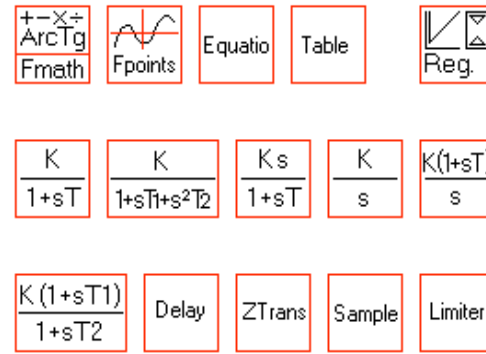 +-×÷
ArcTg
Fmath
Fpoints
Equatio
Table
Reg.
K
1+sT
K
1+sT1+s²T2
Ks
1+sT
K
s
K(1+sT)
s
K(1+sT1)
1+sT2
Delay
ZTrans
Sample
Limiter